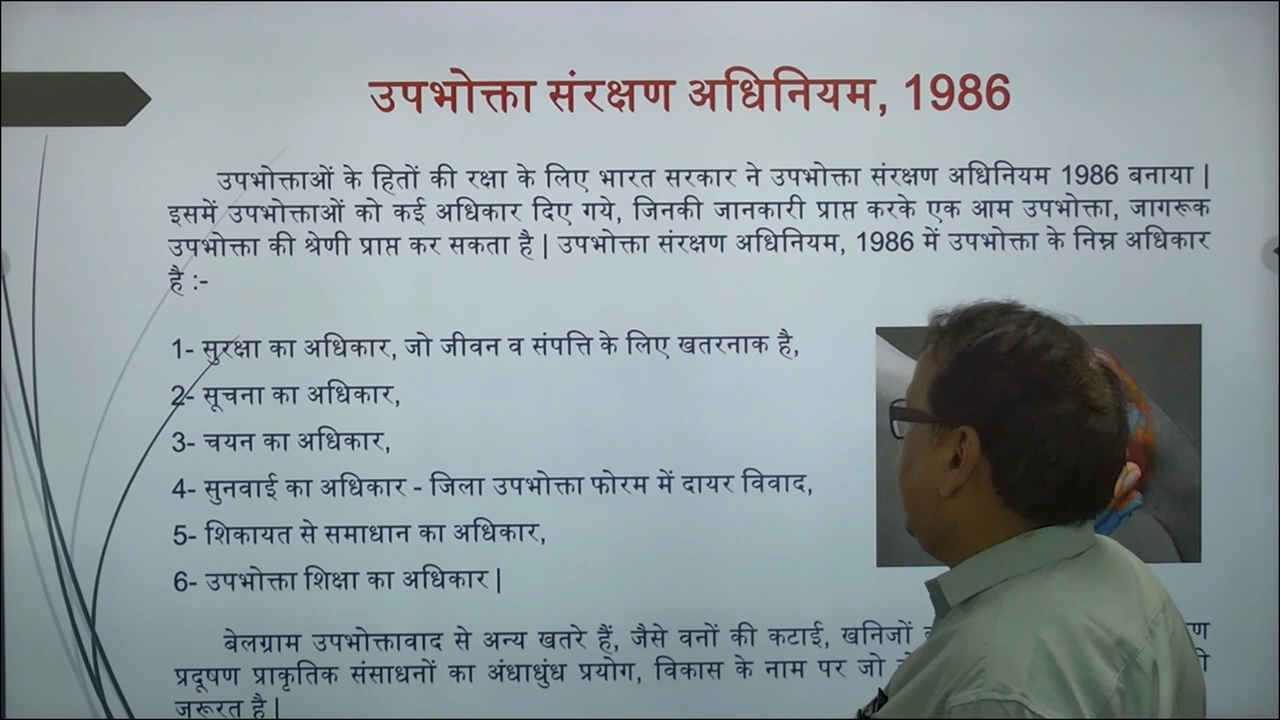 उपभोक्ता संरक्षण अधिनियम, 1986
उपभोक्ताओं के हितों की रक्षा के लिए भारत सरकार ने उपभोक्ता संरक्षण अधिनियम 1986 बनाया |
इसमें उपभोक्ताओं को कई अधिकार दिए गये, जिनकी जानकारी प्राप्त करके एक आम उपभोक्ता, जागरूक
उपभोक्ता की श्रेणी प्राप्त कर सकता है | उपभोक्ता संरक्षण अधिनियम, 1986 में उपभोक्ता के निम्न अधिकार
है :-
1- सुरक्षा का अधिकार, जो जीवन व संपत्ति के लिए खतरनाक है,
2- सूचना का अधिकार,
3- चयन का अधिकार,
4- सुनवाई का अधिकार - जिला उपभोक्ता फोरम में दायर विवाद,
5- शिकायत से समाधान का अधिकार,
6- उपभोक्ता शिक्षा का अधिकार |
बेलग्राम उपभोक्तावाद से अन्य खतरे हैं, जैसे वनों की कटाई, खनिजों
प्रदूषण प्राकृतिक संसाधनों का अंधाधुंध प्रयोग, विकास के नाम पर जो
जरूरत है |